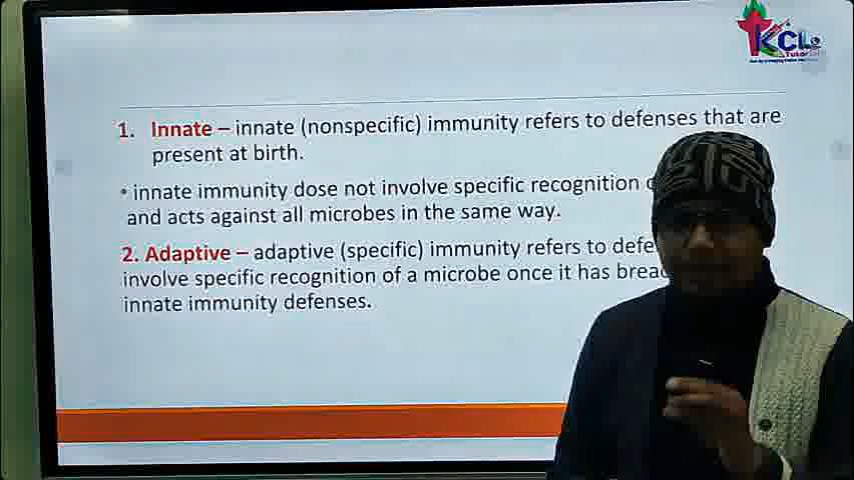 KCL
Tutorial
1. Innate – innate (nonspecific) immunity refers to defenses that are
present at birth.
• innate immunity dose not involve specific recognition
and acts against all microbes in the same way.
2. Adaptive – adaptive (specific) immunity refers to
involve specific recognition of a microbe once it has
innate immunity defenses.